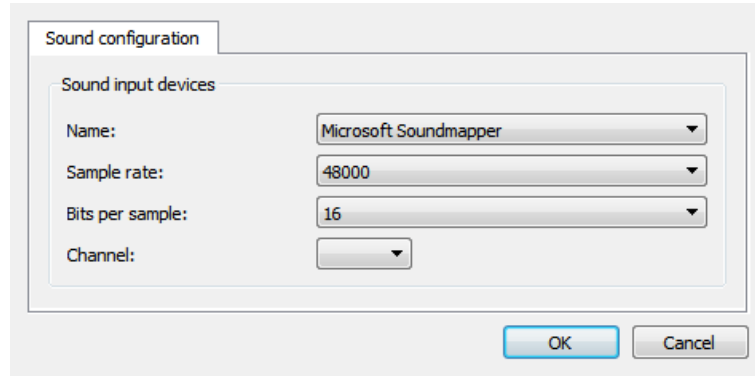 Sound configuration
Sound input devices
Name: Microsoft Soundmapper
Sample rate: 48000
Bits per sample: 16
Channel:
OK Cancel